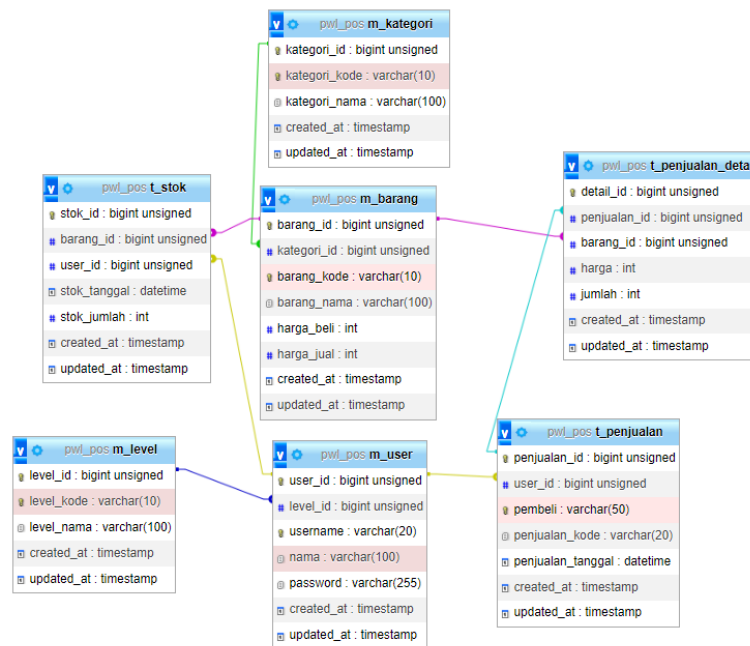 pwl_pos m_kategori
kategori_id : bigint unsigned
kategori_kode : varchar(10)
kategori_nama : varchar(100)
created_at : timestamp
updated_at : timestamp
pwl_pos t_stok
stok_id : bigint unsigned
barang_id : bigint unsigned
user_id : bigint unsigned
stok_tanggal : datetime
stok_jumlah : int
created_at : timestamp
updated_at : timestamp
pwl_pos m_barang
barang_id : bigint unsigned
kategori_id : bigint unsigned
barang_kode : varchar(10)
barang_nama : varchar(100)
harga_beli : int
harga_jual : int
created_at : timestamp
updated_at : timestamp
pwl_pos t_penjualan_deta
detail_id : bigint unsigned
penjualan_id : bigint unsigned
barang_id : bigint unsigned
harga : int
jumlah : int
created_at : timestamp
updated_at : timestamp
pwl_pos m_level
level_id : bigint unsigned
level_kode : varchar(10)
level_nama : varchar(100)
created_at : timestamp
updated_at : timestamp
pwl_pos m_user
user_id : bigint unsigned
level_id : bigint unsigned
username : varchar(20)
nama : varchar(100)
password : varchar(255)
created_at : timestamp
updated_at : timestamp
pwl_pos t_penjualan
penjualan_id : bigint unsigned
user_id : bigint unsigned
pembeli : varchar(50)
penjualan_kode : varchar(20)
penjualan_tanggal : datetime
created_at : timestamp
updated_at : timestamp